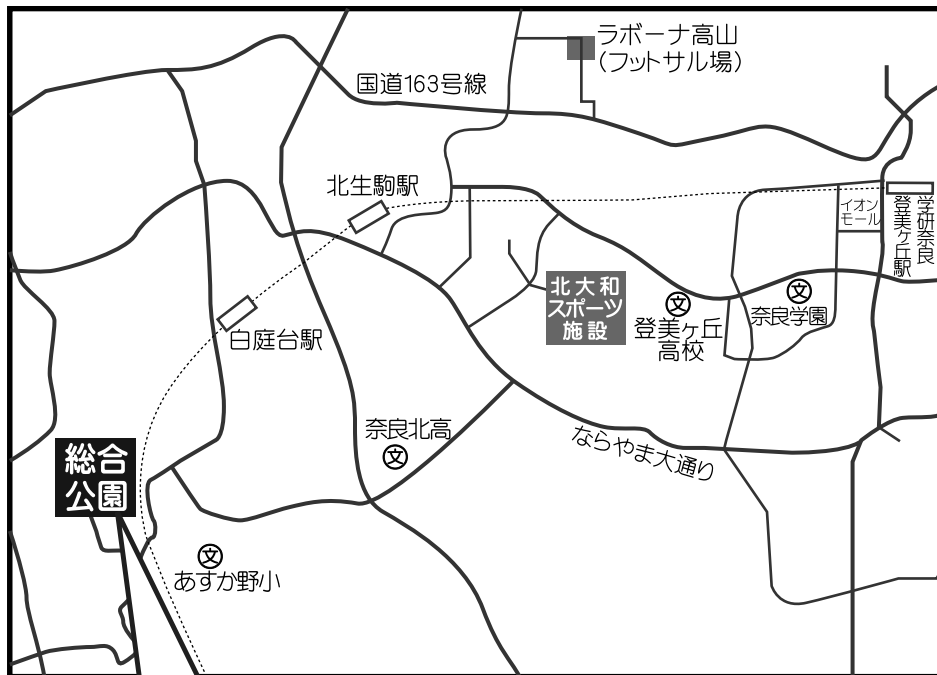 ラボーナ高山
（フットサル場）
国道163号線
北生駒駅
イオン
モール
学研奈良
登美ヶ丘駅
北大和
スポーツ
施設
文
登美ヶ丘
高校
文
奈良学園
白庭台駅
奈良北高
文
ならやま大通り
総合
公園
文
あすか野小